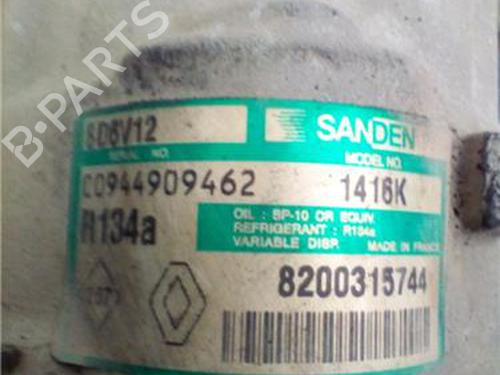 SD6V12
SANDEN
SERIAL NO.
MODEL NO.
C0944909462
1416K
R134a
OIL : SP-10 OR EQUIV.
REFRIGERANT : R134a
VARIABLE DISP. MADE IN FRANCE
8200315744